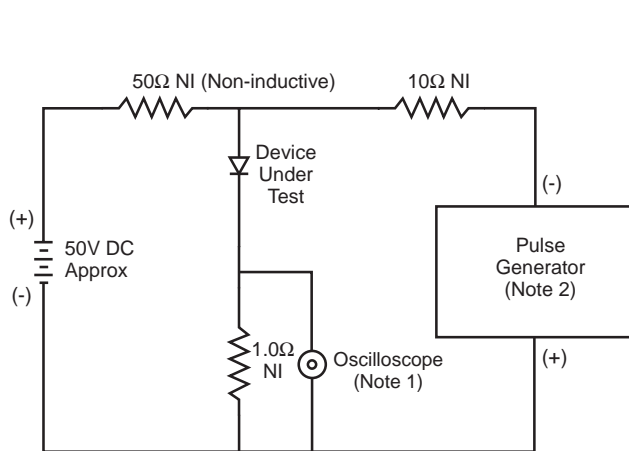 50Ω NI (Non-inductive)
10Ω NI
Device
Under
Test
(-)
(+)
50V DC
Approx
(-)
Pulse
Generator
(Note 2)
1.0Ω
NI
Oscilloscope
(Note 1)
(+)